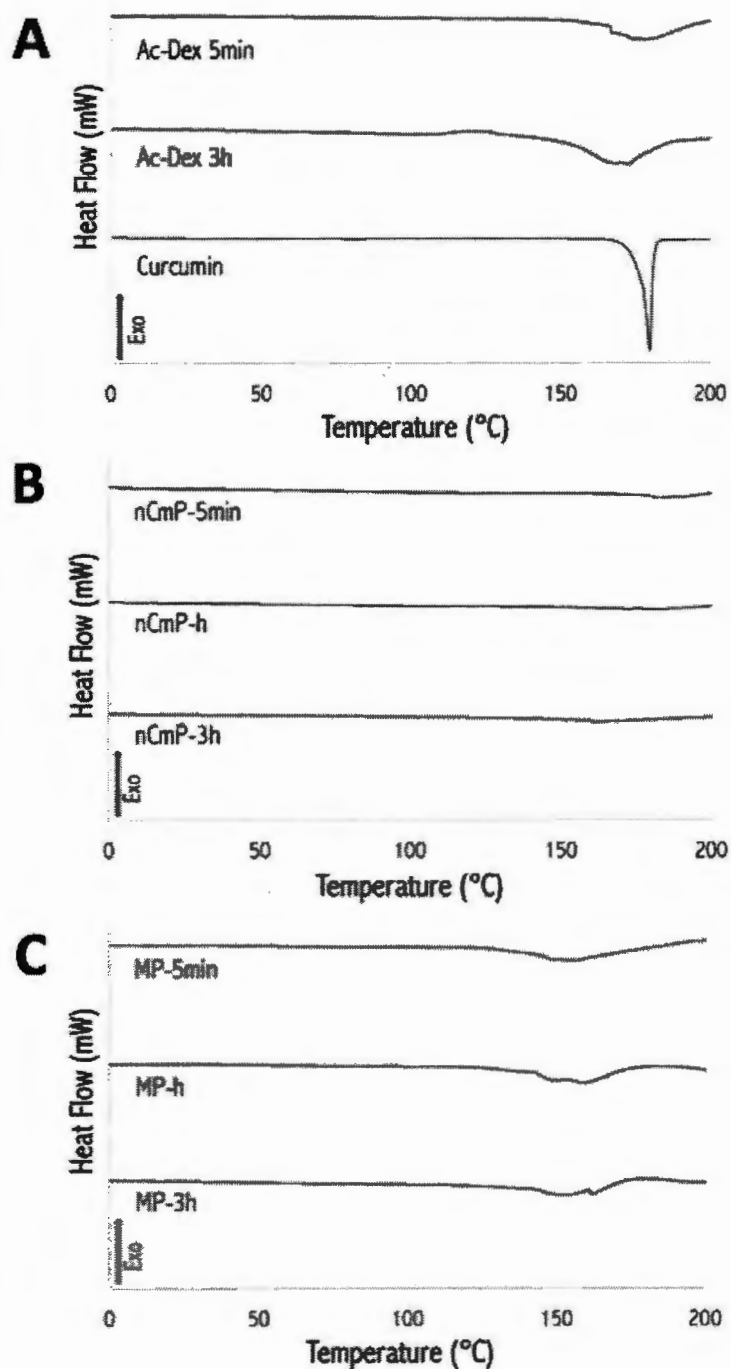 A
Ac-Dex 5min
Ac-Dex 3h
Curcumin
Heat Flow (mW)
Exo
0 50 100 150 200
Temperature (°C)
B
nCmP-5min
nCmP-h
nCmP-3h
Heat Flow (mW)
Exo
0 50 100 150 200
Temperature (°C)
C
MP-5min
MP-h
MP-3h
Heat Flow (mW)
Exo
0 50 100 150 200
Temperature (°C)